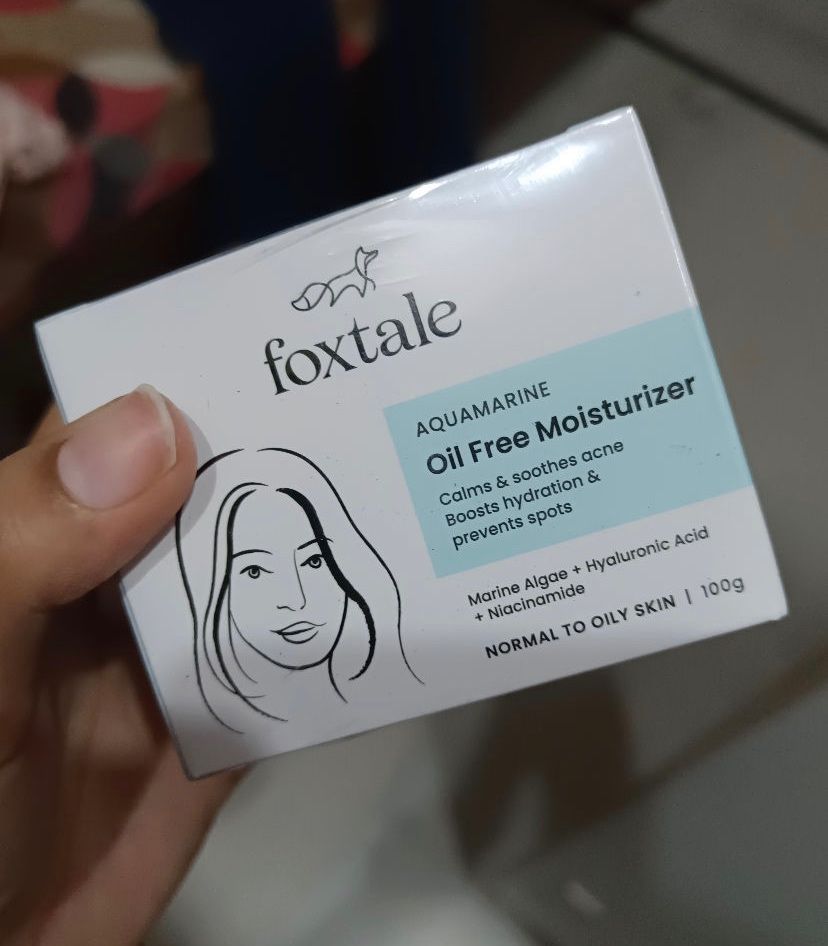 foxtale
AQUAMARINE
Oil Free Moisturizer
Calms & soothes acne
Boosts hydration &
prevents spots
Marine Algae + Hyaluronic Acid
+ Niacinamide
NORMAL TO OILY SKIN | 100g